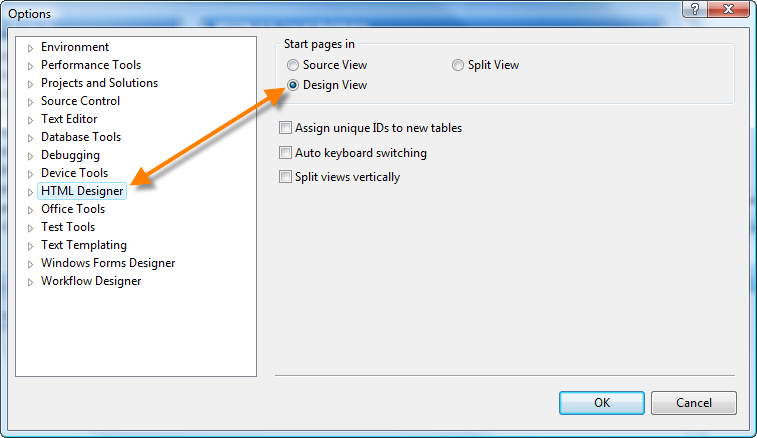 Options
Environment
Performance Tools
Projects and Solutions
Source Control
Text Editor
Database Tools
Debugging
Device Tools
HTML Designer
Office Tools
Test Tools
Text Templating
Windows Forms Designer
Workflow Designer
Start pages in
Source View Split View
Design View
Assign unique IDs to new tables
Auto keyboard switching
Split views vertically
OK Cancel